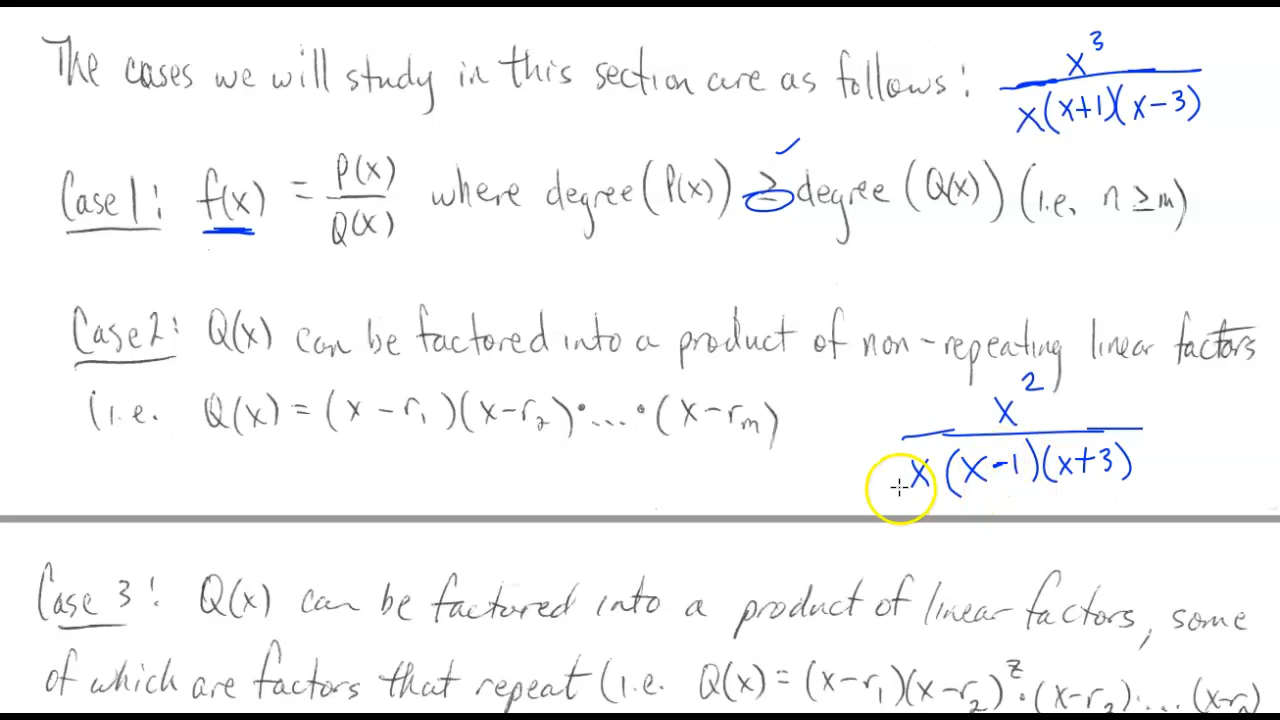 The cases we will study in this section are as follows: x³/(x(x+1)(x-3))
Case 1: f(x) = P(x)/Q(x) where degree(P(x)) ≥ degree (Q(x)) (i.e. n ≥ m)
Case 2: Q(x) can be factored into a product of non-repeating linear factors
(i.e. Q(x) = (x-r₁)(x-r₂)·...·(x-rₘ)
x²/(x(x-1)(x+3))
Case 3: Q(x) can be factored into a product of linear factors, some
of which are factors that repeat (i.e. Q(x) = (x-r₁)(x-r₂)²·(x-r₂)·...